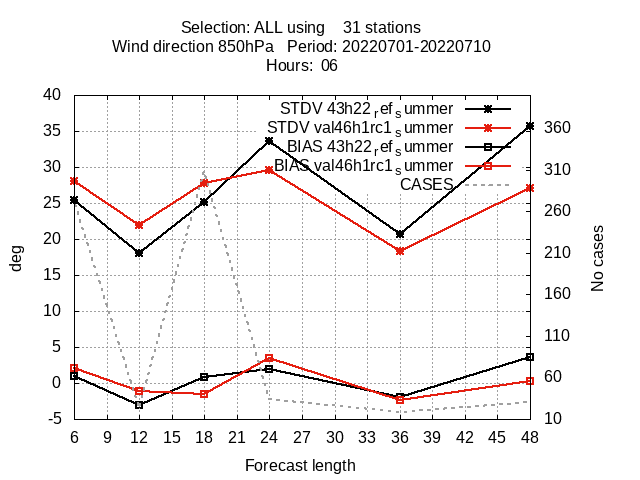 Selection: ALL using    31 stations
Wind direction 850hPa   Period: 20220701-20220710
Hours:  06
STDV 43h22_ref_summer
STDV val46h1rc1_summer
BIAS 43h22_ref_summer
BIAS val46h1rc1_summer
CASES
40
35
30
25
20
15
10
5
0
-5
deg
360
310
260
210
160
110
60
10
No cases
6 9 12 15 18 21 24 27 30 33 36 39 42 45 48
Forecast length